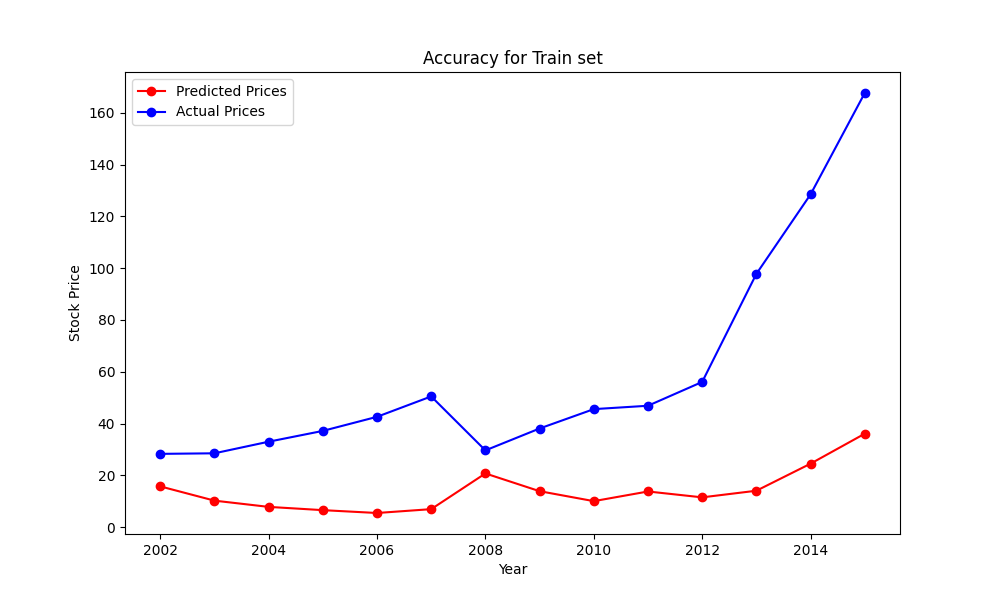 Accuracy for Train set
Predicted Prices
Actual Prices
160
140
120
100
80
60
40
20
0
Stock Price
2002 2004 2006 2008 2010 2012 2014
Year